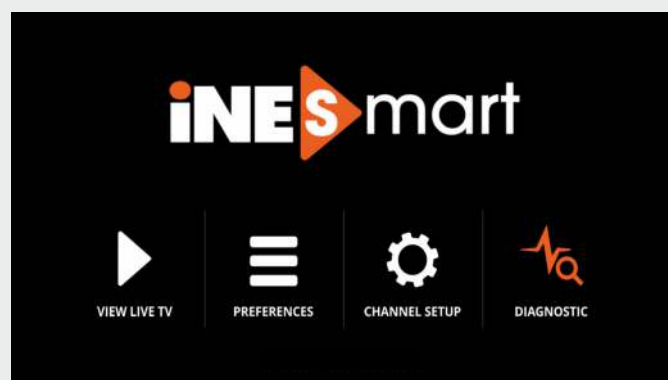 iNESmart
VIEW LIVE TV
PREFERENCES
CHANNEL SETUP
DIAGNOSTIC